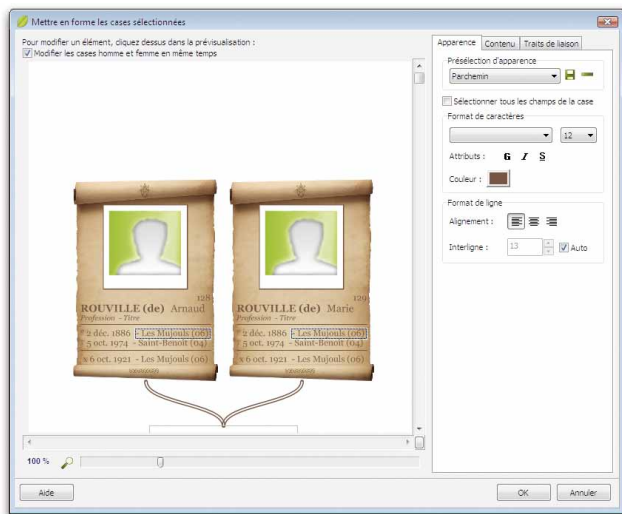 Mettre en forme les cases sélectionnées
Pour modifier un élément, cliquez dessus dans la prévisualisation :
Modifier les cases homme et femme en même temps
128
ROUVILLE (de) Arnaud
Profession - Titre
° 2 déc. 1886 - Les Mujouls (06)
† 5 oct. 1974 - Saint-Benoit (04)
x 6 oct. 1921 - Les Mujouls (06)
129
ROUVILLE (de) Marie
Profession - Titre
° 2 déc. 1886 - Les Mujouls (06)
† 5 oct. 1974 - Saint-Benoit (04)
x 6 oct. 1921 - Les Mujouls (06)
100 %
Apparence Contenu Traits de liaison
Présélection d'apparence
Parchemin
Sélectionner tous les champs de la case
Format de caractères
12
Attributs : G I S
Couleur :
Format de ligne
Alignement :
Interligne : 13 Auto
Aide OK Annuler